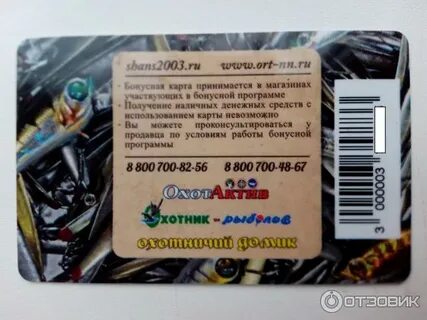 shans2003.ru www.ort-nn.ru
- Бонусная карта принимается в магазинах
участвующих в бонусной программе
- Получение наличных денежных средств с
использованием карты невозможно
- Вы можете проконсультироваться у
продавца по условиям работы бонусной
программы
8 800 700-82-56 8 800 700-48-67
ОхотАктив
Охотник - рыболов
охотничий домик
3 000003
ОТЗОВИК